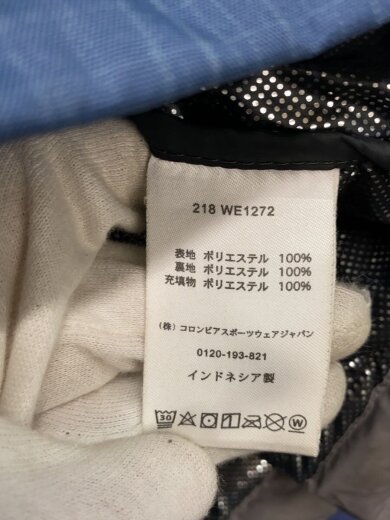 218 WE1272
表地 ポリエステル 100%
裏地 ポリエステル 100%
充填物 ポリエステル 100%
(株) コロンビアスポーツウェアジャパン
0120-193-821
インドネシア製
30 W